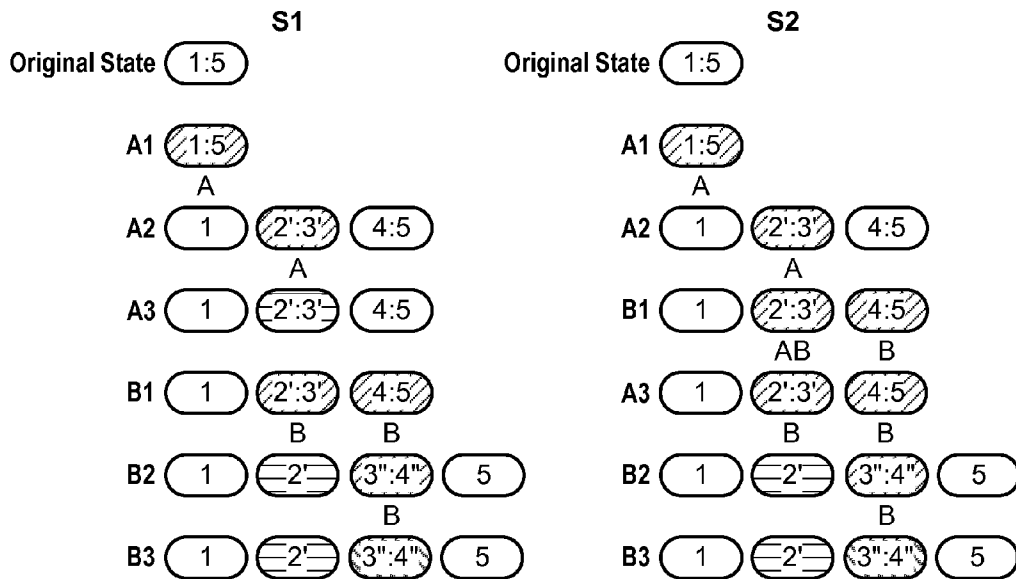 S1 S2
Original State 1:5 Original State 1:5
A1 1:5 A1 1:5
A A
A2 1 2':3' 4:5 A2 1 2':3' 4:5
A A
A3 1 2':3' 4:5 B1 1 2':3' 4:5
AB B
B1 1 2':3' 4:5 A3 1 2':3' 4:5
B B B B
B2 1 2' 3":4" 5 B2 1 2' 3":4" 5
B B
B3 1 2' 3":4" 5 B3 1 2' 3":4" 5